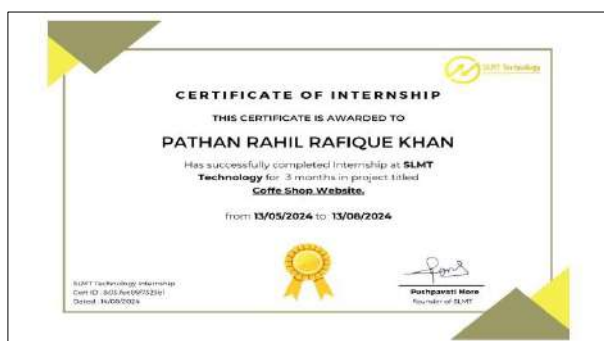 SLMT Technology
CERTIFICATE OF INTERNSHIP
THIS CERTIFICATE IS AWARDED TO
PATHAN RAHIL RAFIQUE KHAN
Has successfully completed Internship at SLMT
Technology for 3 months in project titled
Coffe Shop Website.
from 13/05/2024 to 13/08/2024
SLMT Technology Internship
Cert ID :
Dated : 14/08/2024
Pushpavati More
Founder of SLMT